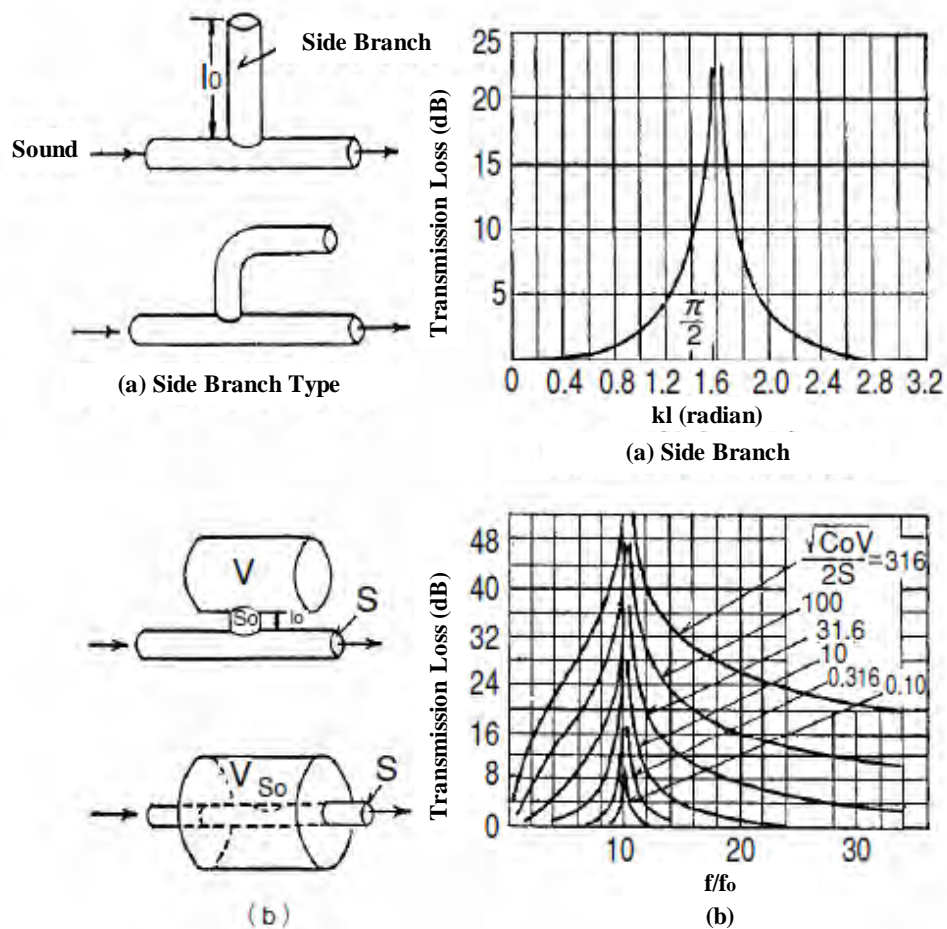 Side Branch
l0
Sound
(a) Side Branch Type
Transmission Loss (dB)
25
20
15
10
5
π
2
0 0.4 0.8 1.2 1.6 2.0 2.4 2.8 3.2
kl (radian)
(a) Side Branch
V
So
lo
S
V
So
S
(b)
Transmission Loss (dB)
48
40
32
24
16
8
0
√CoV
2S
=316
100
31.6
10
0.316
0.10
10 20 30
f/fo
(b)